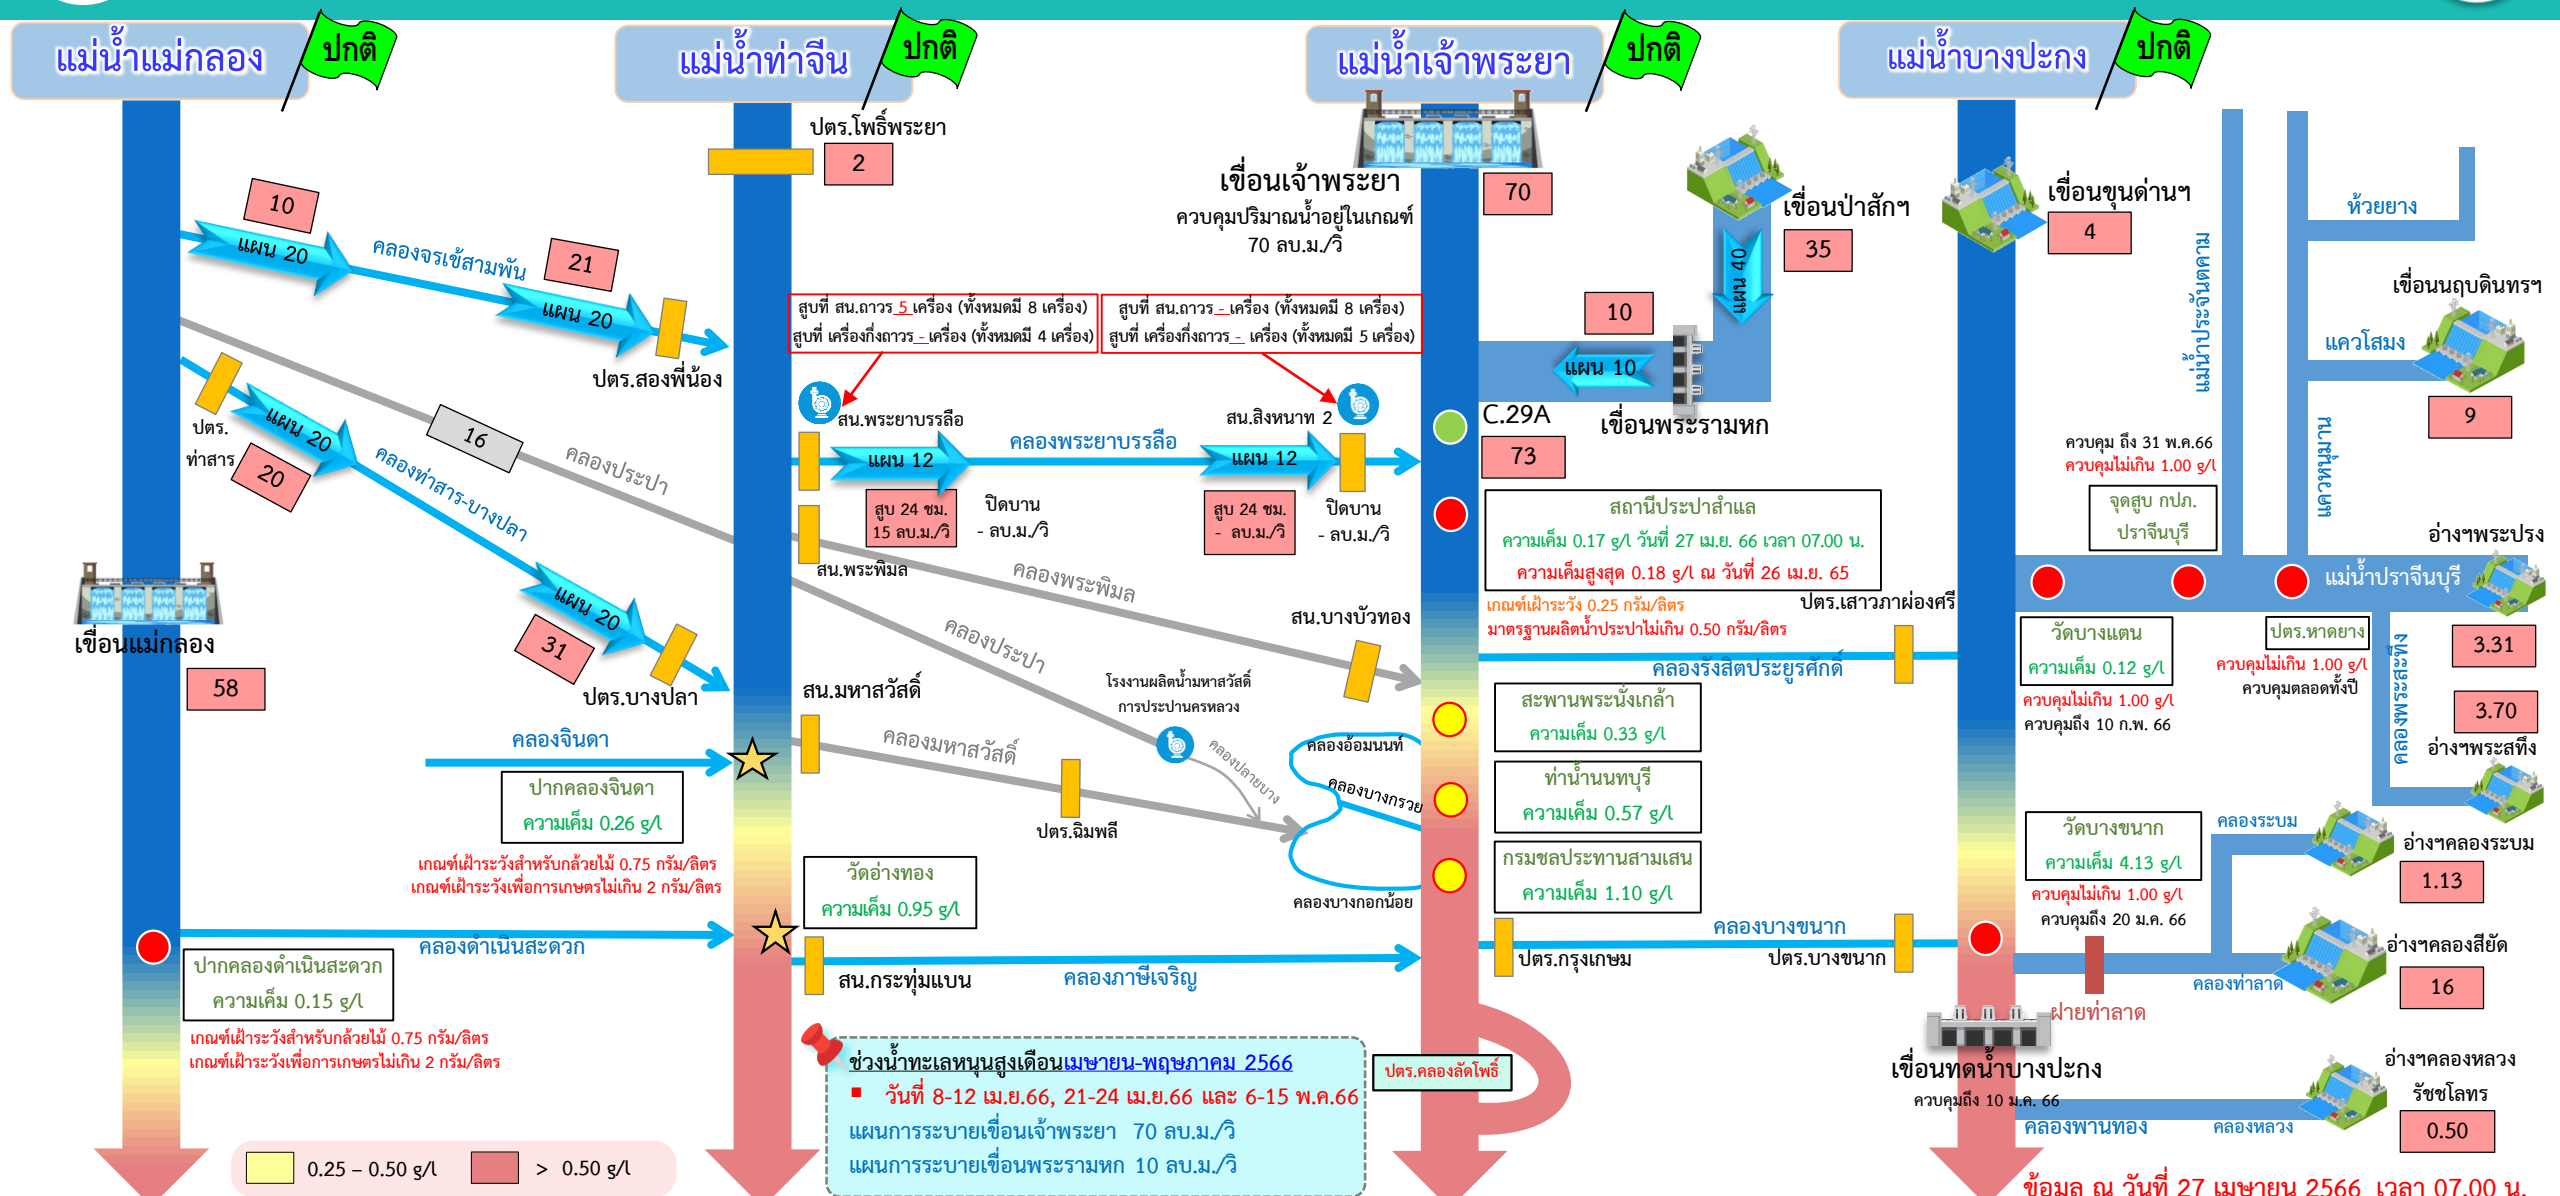 แม่น้ำแม่กลอง
ปกติ
แม่น้ำท่าจีน
ปกติ
แม่น้ำเจ้าพระยา
ปกติ
แม่น้ำบางปะกง
ปกติ
10
แผน 20
คลองจรเข้สามพัน
21
แผน 20
ปตร.สองพี่น้อง
ปตร.
ท่าสาร
แผน 20
20
16
คลองประปา
คลองท่าสาร-บางปลา
แผน 20
31
ปตร.บางปลา
เขื่อนแม่กลอง
58
คลองจินดา
ปากคลองจินดา
ความเค็ม 0.26 g/l
เกณฑ์เฝ้าระวังสำหรับกล้วยไม้ 0.75 กรัม/ลิตร
เกณฑ์เฝ้าระวังเพื่อการเกษตรไม่เกิน 2 กรัม/ลิตร
คลองดำเนินสะดวก
ปากคลองดำเนินสะดวก
ความเค็ม 0.15 g/l
เกณฑ์เฝ้าระวังสำหรับกล้วยไม้ 0.75 กรัม/ลิตร
เกณฑ์เฝ้าระวังเพื่อการเกษตรไม่เกิน 2 กรัม/ลิตร
0.25 – 0.50 g/l
> 0.50 g/l
ปตร.โพธิ์พระยา
2
เขื่อนเจ้าพระยา
ควบคุมปริมาณน้ำอยู่ในเกณฑ์
70 ลบ.ม./วิ
70
สูบที่ สน.ถาวร 5 เครื่อง (ทั้งหมดมี 8 เครื่อง)
สูบที่ เครื่องกึ่งถาวร - เครื่อง (ทั้งหมดมี 4 เครื่อง)
สูบที่ สน.ถาวร - เครื่อง (ทั้งหมดมี 8 เครื่อง)
สูบที่ เครื่องกึ่งถาวร - เครื่อง (ทั้งหมดมี 5 เครื่อง)
สน.พระยาบรรลือ
แผน 12
คลองพระยาบรรลือ
สน.สิงหนาท 2
แผน 12
สูบ 24 ชม.
15 ลบ.ม./วิ
ปิดบาน
- ลบ.ม./วิ
สูบ 24 ชม.
- ลบ.ม./วิ
ปิดบาน
- ลบ.ม./วิ
สน.พระพิมล
คลองพระพิมล
สน.บางบัวทอง
คลองประปา
โรงงานผลิตน้ำมหาสวัสดิ์
การประปานครหลวง
สน.มหาสวัสดิ์
คลองมหาสวัสดิ์
ปตร.ฉิมพลี
คลองปลายบาง
คลองอ้อมนนท์
คลองบางกรวย
คลองบางกอกน้อย
วัดอ่างทอง
ความเค็ม 0.95 g/l
สน.กระทุ่มแบน
คลองภาษีเจริญ
ช่วงน้ำทะเลหนุนสูงเดือนเมษายน-พฤษภาคม 2566
วันที่ 8-12 เม.ย.66, 21-24 เม.ย.66 และ 6-15 พ.ค.66
แผนการระบายเขื่อนเจ้าพระยา 70 ลบ.ม./วิ
แผนการระบายเขื่อนพระรามหก 10 ลบ.ม./วิ
ปตร.คลองลัดโพธิ์
เขื่อนป่าสักฯ
35
แผน 40
10
แผน 10
เขื่อนพระรามหก
C.29A
73
สถานีประปาสำแล
ความเค็ม 0.17 g/l วันที่ 27 เม.ย. 66 เวลา 07.00 น.
ความเค็มสูงสุด 0.18 g/l ณ วันที่ 26 เม.ย. 65
เกณฑ์เฝ้าระวัง 0.25 กรัม/ลิตร
มาตรฐานผลิตน้ำประปาไม่เกิน 0.50 กรัม/ลิตร
ปตร.เสาวภาผ่องศรี
คลองรังสิตประยูรศักดิ์
สะพานพระนั่งเกล้า
ความเค็ม 0.33 g/l
ท่าน้ำนนทบุรี
ความเค็ม 0.57 g/l
กรมชลประทานสามเสน
ความเค็ม 1.10 g/l
ปตร.กรุงเกษม
คลองบางขนาก
ปตร.บางขนาก
เขื่อนขุนด่านฯ
4
แม่น้ำประจันตคาม
ห้วยยาง
เขื่อนนฤบดินทรฯ
แควโสมง
9
แควหนุมาน
ควบคุม ถึง 31 พ.ค.66
ควบคุมไม่เกิน 1.00 g/l
จุดสูบ กปภ.
ปราจีนบุรี
อ่างฯพระปรง
แม่น้ำปราจีนบุรี
3.31
วัดบางแตน
ความเค็ม 0.12 g/l
ควบคุมไม่เกิน 1.00 g/l
ควบคุมถึง 10 ก.พ. 66
ปตร.หาดยาง
ควบคุมไม่เกิน 1.00 g/l
ควบคุมตลอดทั้งปี
คลองพระสะทึง
3.70
อ่างฯพระสทึง
วัดบางขนาก
ความเค็ม 4.13 g/l
ควบคุมไม่เกิน 1.00 g/l
ควบคุมถึง 20 ม.ค. 66
คลองระบม
อ่างฯคลองระบม
1.13
อ่างฯคลองสียัด
16
คลองท่าลาด
ฝายท่าลาด
เขื่อนทดน้ำบางปะกง
ควบคุมถึง 10 ม.ค. 66
คลองพานทอง
คลองหลวง
อ่างฯคลองหลวง
รัชชโลทร
0.50
ข้อมูล ณ วันที่ 27 เมษายน 2566 เวลา 07.00 น.